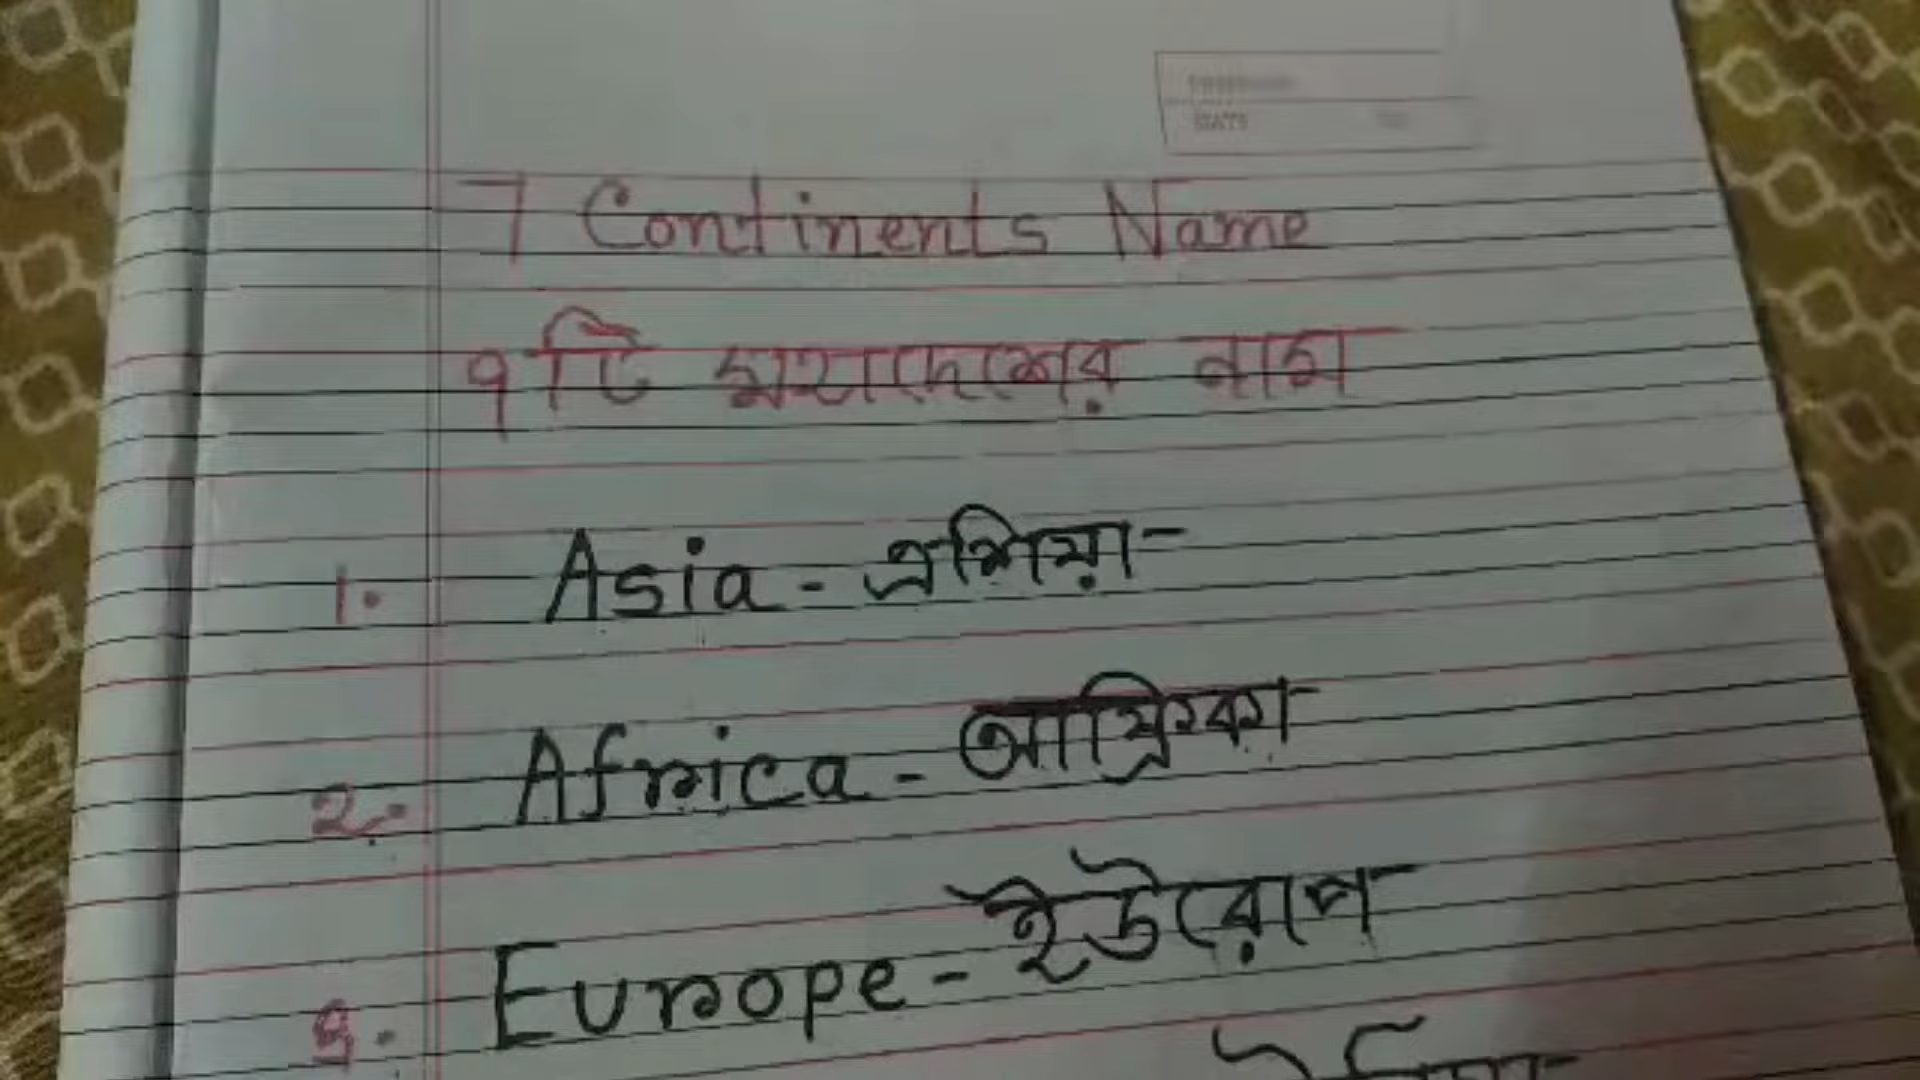 7 Continents Name
৭টি মহাদেশের নাম
1. Asia - এশিয়া
2. Africa - আফ্রিকা
3. Europe - ইউরোপ